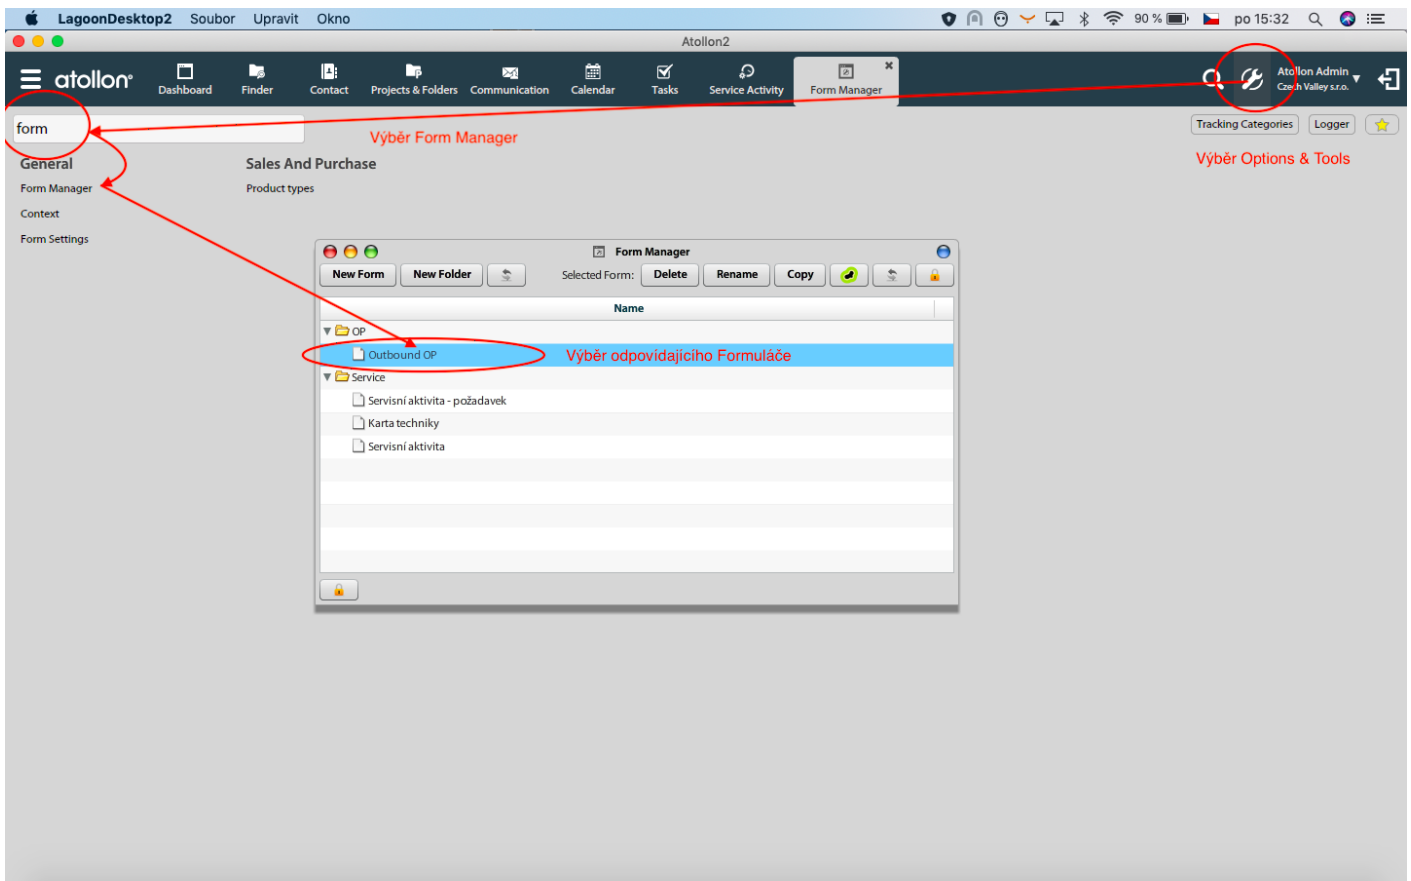 LagoonDesktop2 Soubor Upravit Okno 90 % po 15:32
Atollon2
atollon Dashboard Finder Contact Projects & Folders Communication Calendar Tasks Service Activity Form Manager Atollon Admin
Czech Valley s.r.o.
form
Výběr Form Manager
Tracking Categories Logger
Výběr Options & Tools
General Sales And Purchase
Form Manager Product types
Context
Form Settings
Form Manager
New Form New Folder Selected Form: Delete Rename Copy
Name
OP
Outbound OP Výběr odpovídajicího Formuláče
Service
Servisní aktivita - požadavek
Karta techniky
Servisní aktivita